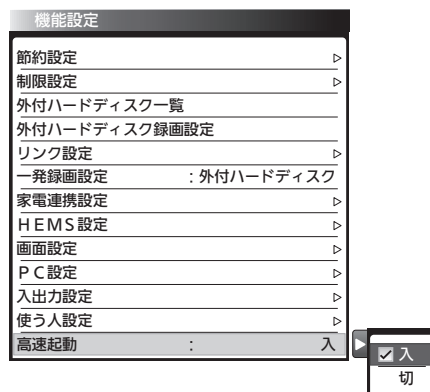 機能設定
節約設定
制限設定
外付ハードディスク一覧
外付ハードディスク録画設定
リンク設定
一発録画設定 : 外付ハードディスク
家電連携設定
ＨＥＭＳ設定
画面設定
ＰＣ設定
入出力設定
使う人設定
高速起動 : 入
入
切